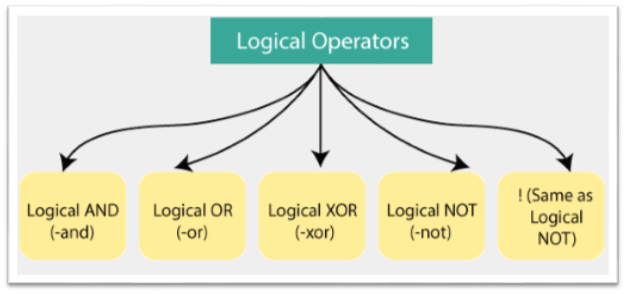 Logical Operators
Logical AND
(-and)
Logical OR
(-or)
Logical XOR
(-xor)
Logical NOT
(-not)
! (Same as
Logical
NOT)